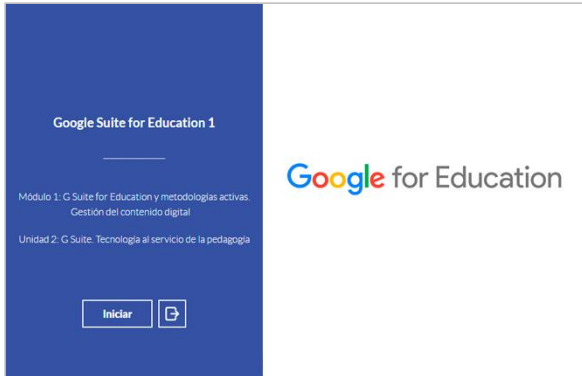 Google Suite for Education 1
Módulo 1: G Suite for Education y metodologías activas.
Gestión del contenido digital
Unidad 2: G Suite. Tecnología al servicio de la pedagogía
Iniciar
Google for Education